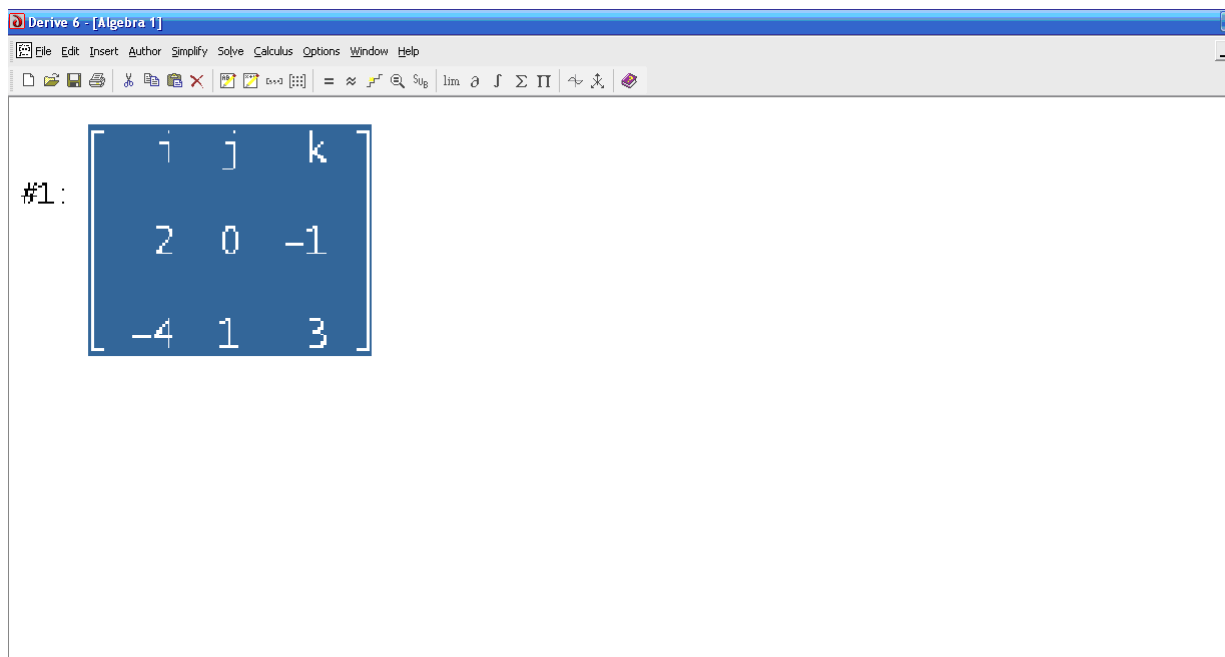 Derive 6 - [Algebra 1]
File Edit Insert Author Simplify Solve Calculus Options Window Help
= ≈ SUB lim ∂ ∫ Σ Π
i j k
#1:
2 0 -1
-4 1 3